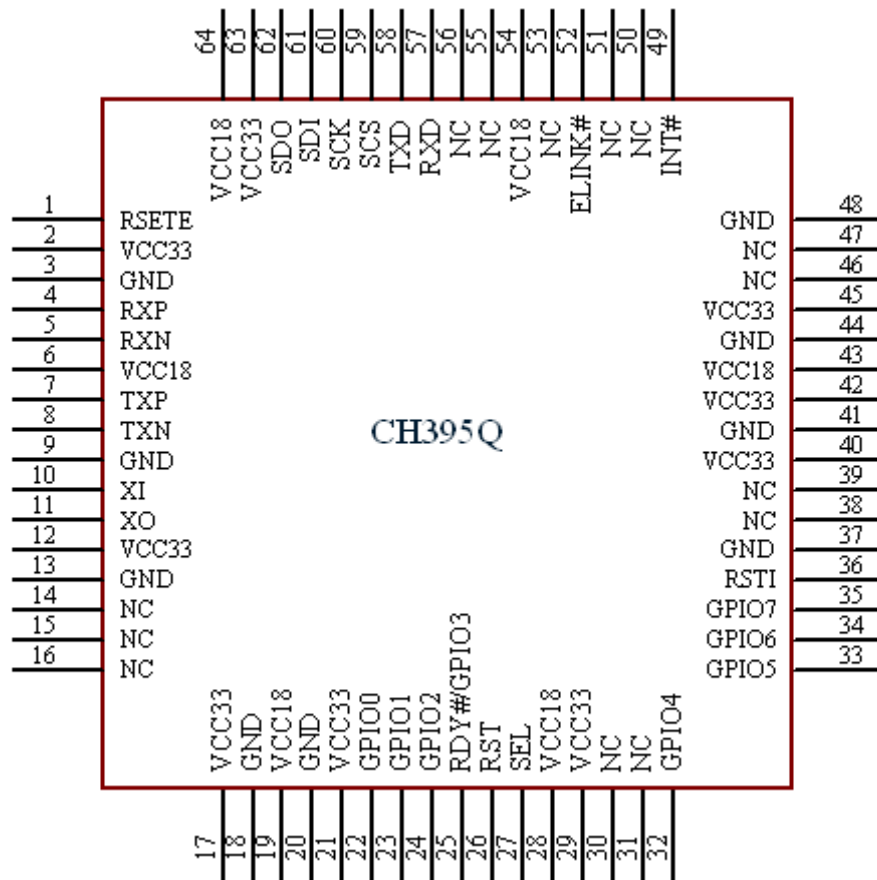 64 63 62 61 60 59 58 57 56 55 54 53 52 51 50 49
VCC18 VCC33 SDO SDI SCK SCS TXD RXD NC NC VCC18 NC ELINK# NC NC INT#
1 RSETE
2 VCC33
3 GND
4 RXP
5 RXN
6 VCC18
7 TXP
8 TXN
9 GND
10 XI
11 XO
12 VCC33
13 GND
14 NC
15 NC
16 NC
CH395Q
GND 48
NC 47
NC 46
VCC33 45
GND 44
VCC18 43
VCC33 42
GND 41
VCC33 40
NC 39
NC 38
GND 37
RSTI 36
GPIO7 35
GPIO6 34
GPIO5 33
VCC33 GND VCC18 GND VCC33 GPIO0 GPIO1 GPIO2 RDY#/GPIO3 RST SEL VCC18 VCC33 NC NC GPIO4
17 18 19 20 21 22 23 24 25 26 27 28 29 30 31 32